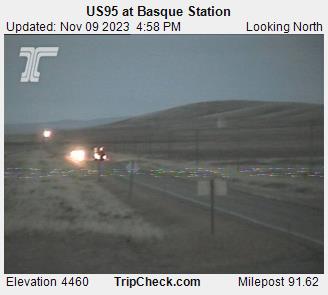 US95 at Basque Station
Updated: Nov 09 2023 4:58 PM Looking North
Elevation 4460 TripCheck.com Milepost 91.62